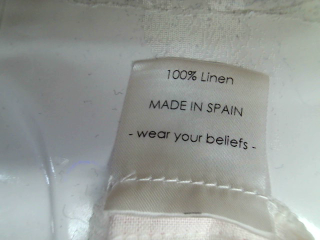 100% Linen
MADE IN SPAIN
- wear your beliefs -